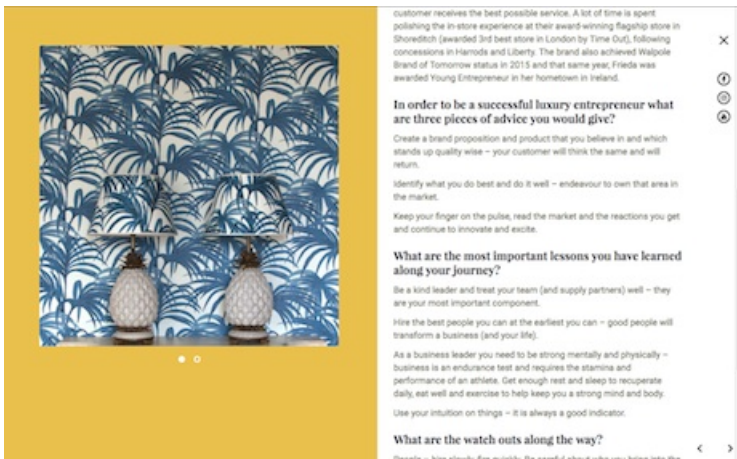 customer receives the best possible service. A lot of time is spent
polishing the in-store experience at their award-winning flagship store in
Shoreditch (awarded 3rd best store in London by Time Out), following
concessions in Harrods and Liberty. The brand also achieved Walpole
Brand of Tomorrow status in 2015 and that same year, Frieda was
awarded Young Entrepreneur in her hometown in Ireland.
In order to be a successful luxury entrepreneur what
are three pieces of advice you would give?
Create a brand proposition and product that you believe in and which
stands up quality wise – your customer will think the same and will
return.
Identify what you do best and do it well – endeavour to own that area in
the market.
Keep your finger on the pulse, read the market and the reactions you get
and continue to innovate and excite.
What are the most important lessons you have learned
along your journey?
Be a kind leader and treat your team (and supply partners) well – they
are your most important component.
Hire the best people you can at the earliest you can – good people will
transform a business (and your life).
As a business leader you need to be strong mentally and physically –
business is an endurance test and requires the stamina and
performance of an athlete. Get enough rest and sleep to recuperate
daily, eat well and exercise to help keep you a strong mind and body.
Use your intuition on things – it is always a good indicator.
What are the watch outs along the way?